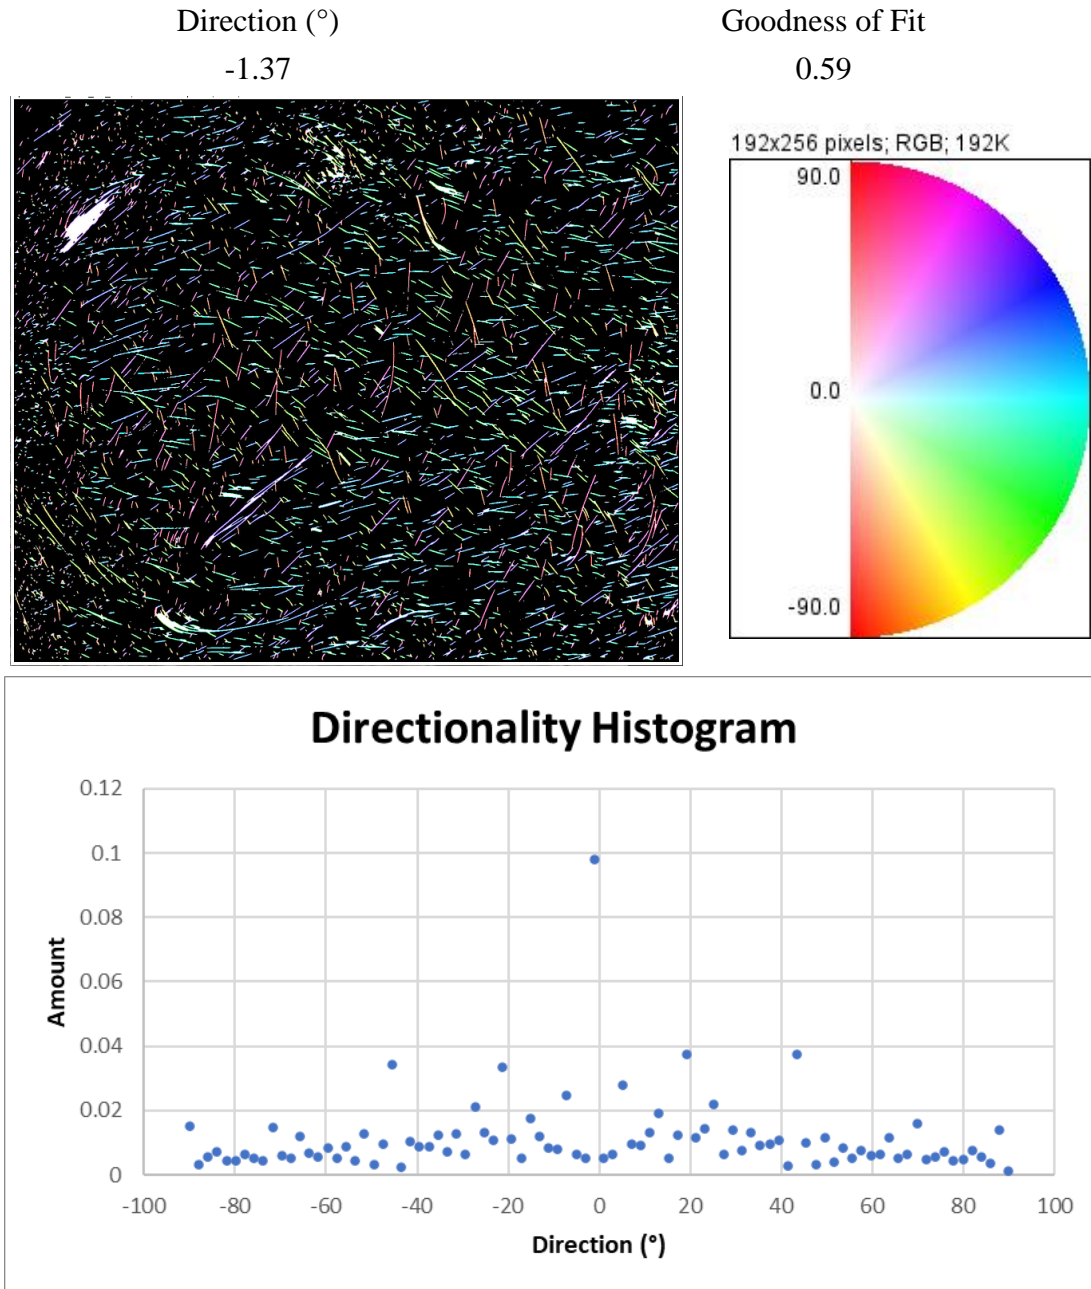 Direction (°) Goodness of Fit
-1.37 0.59
192x256 pixels; RGB; 192K
90.0
0.0
-90.0
Directionality Histogram
0.12
0.1
0.08
0.06
0.04
0.02
0
Amount
-100 -80 -60 -40 -20 0 20 40 60 80 100
Direction (°)